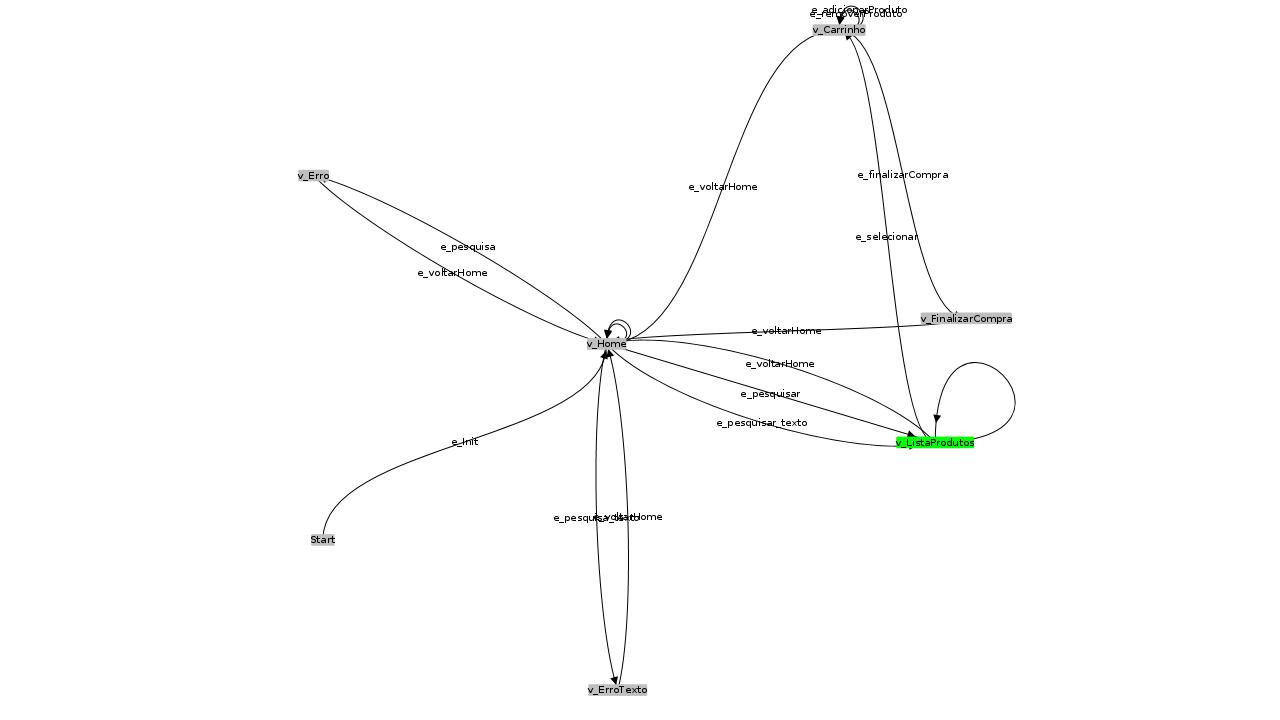 e_adicionarProduto
e_removerProduto
v_Carrinho
v_Erro
e_finalizarCompra
e_voltarHome
e_selecionar
e_pesquisa
e_voltarHome
v_FinalizarCompra
e_voltarHome
v_Home
e_voltarHome
e_pesquisar
e_pesquisar_texto
e_Init
v_ListaProdutos
e_pesquisa_texto
e_voltarHome
Start
v_ErroTexto